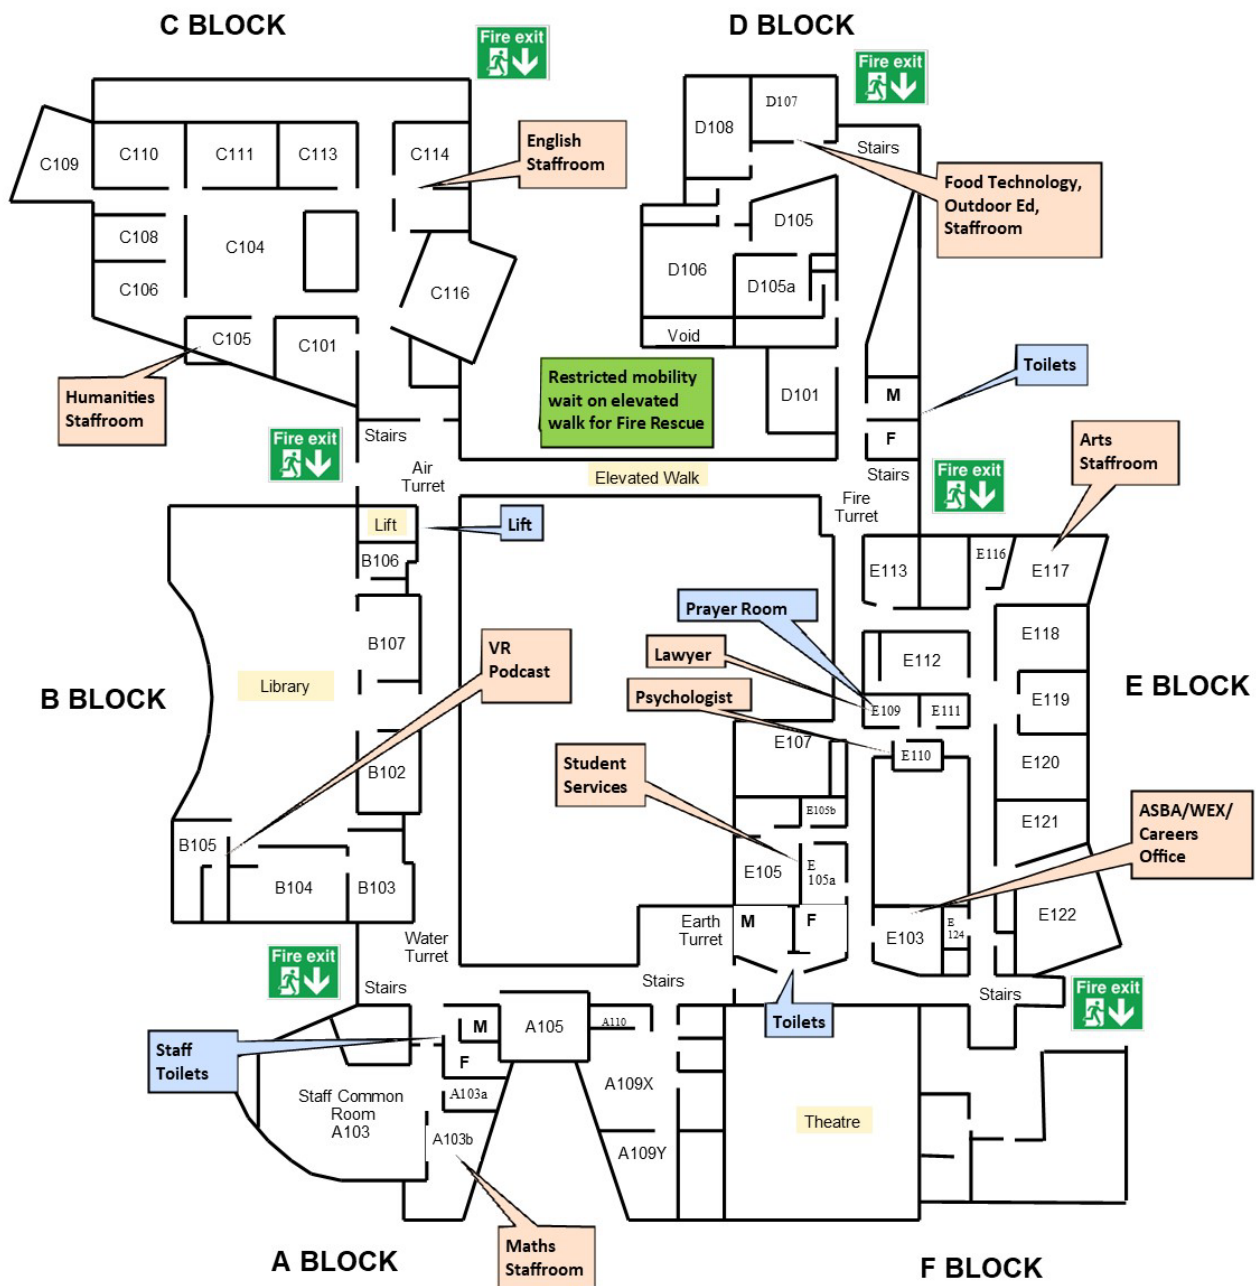 C BLOCK
D BLOCK
Fire exit
Fire exit
D107
D108
Stairs
English
Staffroom
C109
C110
C111
C113
C114
Food Technology,
Outdoor Ed,
Staffroom
C108
C104
D105
C106
C116
D106
D105a
C105
C101
Void
Humanities
Staffroom
Restricted mobility
wait on elevated
walk for Fire Rescue
D101
M
Toilets
Fire exit
Stairs
F
Arts
Staffroom
Air
Turret
Elevated Walk
Stairs
Fire exit
Fire
Turret
Lift
Lift
B106
E113
E116
E117
Prayer Room
B107
VR
Podcast
Lawyer
E112
E118
B BLOCK
Library
Psychologist
E109
E111
E119
E BLOCK
E107
E110
B102
Student
Services
E120
E105b
E121
ASBA/WEX/
Careers
Office
B105
E105
E
105a
B104
B103
E122
Water
Turret
Earth
Turret
M
F
E103
E
124
Fire exit
Stairs
Stairs
Stairs
Fire exit
Staff
Toilets
M
A105
A110
Toilets
F
Staff Common
Room
A103
A103a
A109X
Theatre
A103b
A109Y
A BLOCK
Maths
Staffroom
F BLOCK